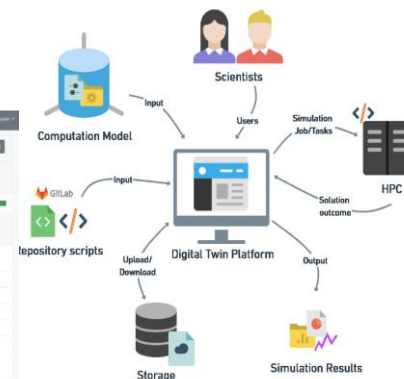 Scientists
Input
Computation Model
Users
Simulation
Job/Tasks
</>
HPC
GitLab
</>
Input
Repository scripts
Digital Twin Platform
Solution
outcome
Upload/
Download
Output
Storage
Simulation Results